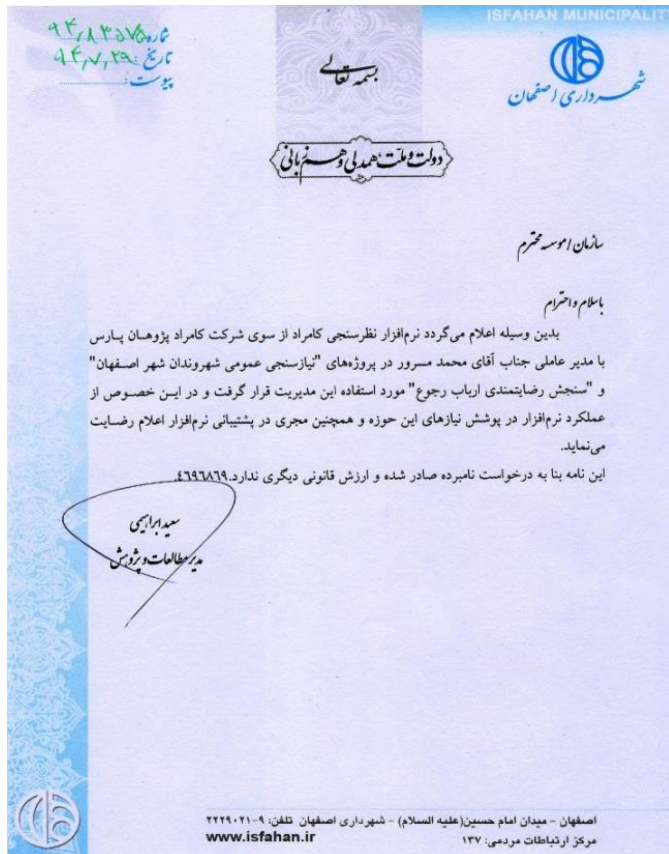 ISFAHAN MUNICIPALITY
شهرداری اصفهان
بسمه تعالی
شماره:
تاریخ: ۹۴٫۷٫۲۹
پیوست:
دولت و ملت، همدلی و همزبانی
سازمان / موسسه محترم
باسلام و احترام
بدین وسیله اعلام می‌گردد نرم‌افزار نظرسنجی کامراد از سوی شرکت کامراد پژوهان پارس
با مدیر عاملی جناب آقای محمد مسرور در پروژه‌های "نیازسنجی عمومی شهروندان شهر اصفهان"
و "سنجش رضایتمندی ارباب رجوع" مورد استفاده این مدیریت قرار گرفت و در این خصوص از
عملکرد نرم‌افزار در پوشش نیازهای این حوزه و همچنین مجری در پشتیبانی نرم‌افزار اعلام رضایت
می‌نماید.
این نامه بنا به درخواست نامبرده صادر شده و ارزش قانونی دیگری ندارد.٤٦٩٦٨٦٩
سعید ابراهیمی
مدیر مطالعات و پژوهش
اصفهان - میدان امام حسین(علیه السلام) - شهرداری اصفهان تلفن: ۹-۲۲۲۹۰۲۱
www.isfahan.ir
مرکز ارتباطات مردمی: ۱۳۷